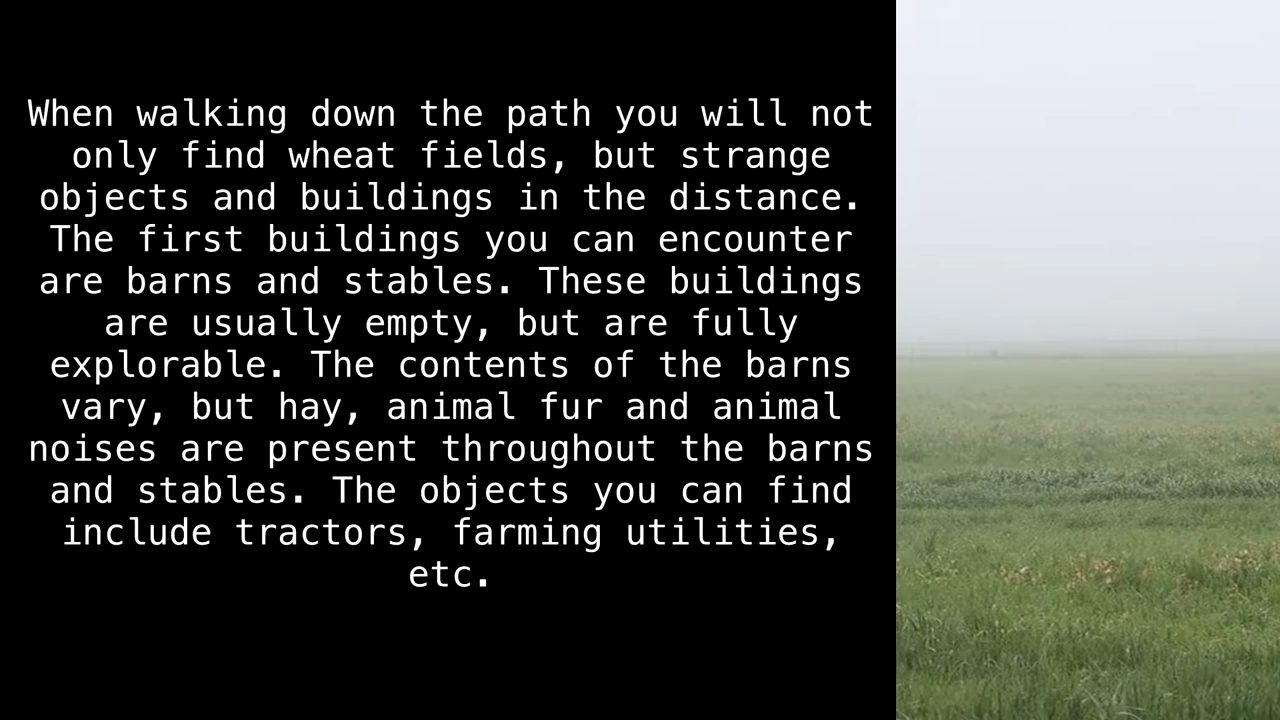 When walking down the path you will not
only find wheat fields, but strange
objects and buildings in the distance.
The first buildings you can encounter
are barns and stables. These buildings
are usually empty, but are fully
explorable. The contents of the barns
vary, but hay, animal fur and animal
noises are present throughout the barns
and stables. The objects you can find
include tractors, farming utilities,
etc.